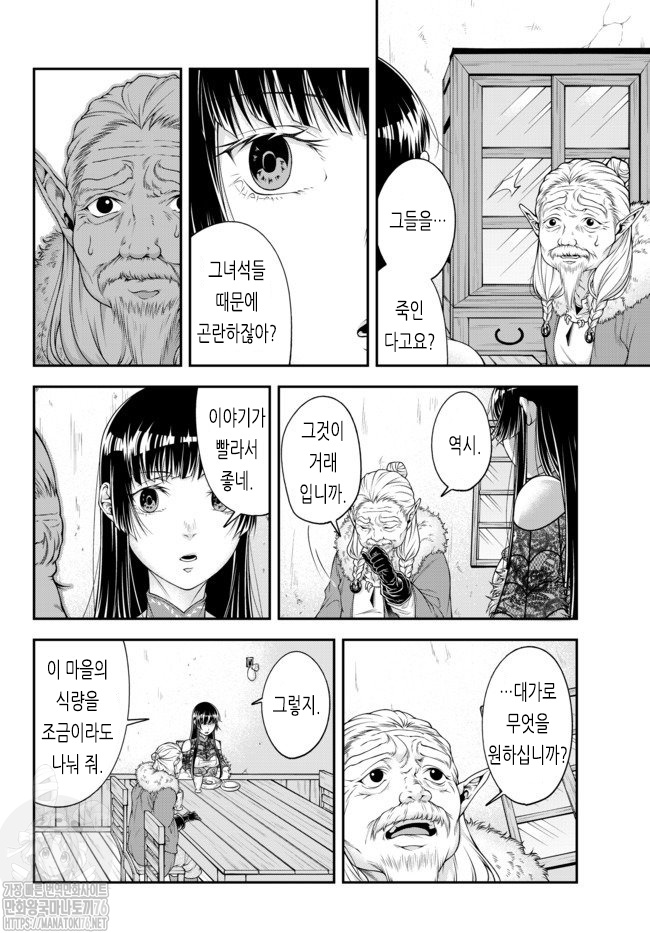 그들을…
죽인
다고요?
그녀석들
때문에
곤란하잖아?
역시.
그것이
거래
입니까.
이야기가
빨라서
좋네.
…대가로
무엇을
원하십니까?
그렇지.
이 마을의
식량을
조금이라도
나눠 줘.
가장 빠른 번역만화사이트
만화왕국마나토끼76
HTTPS://MANATOKI76.NET